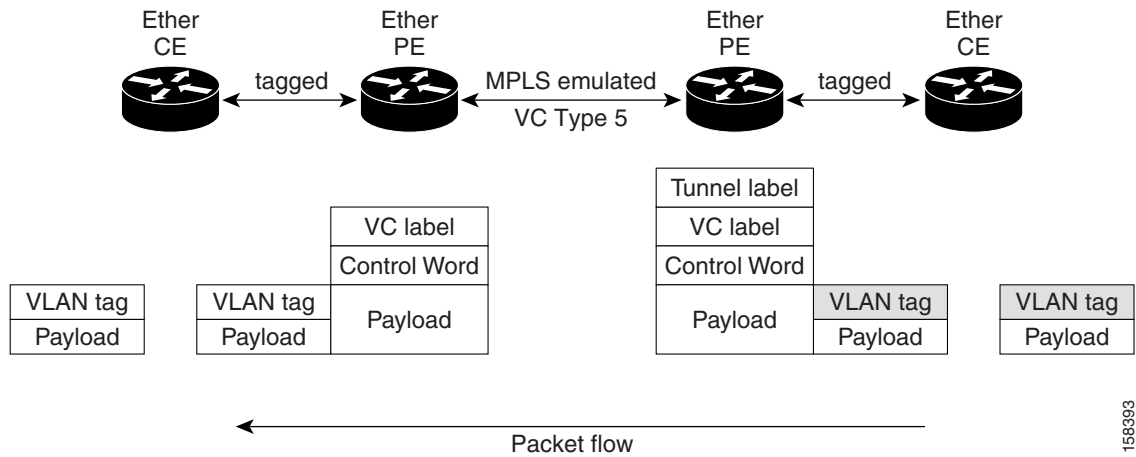 Ether
CE
Ether
PE
Ether
PE
Ether
CE
tagged
MPLS emulated
VC Type 5
tagged
Tunnel label
VC label
VC label
Control Word
Control Word
VLAN tag
VLAN tag
Payload
Payload
VLAN tag
VLAN tag
Payload
Payload
Payload
Payload
Packet flow
158393